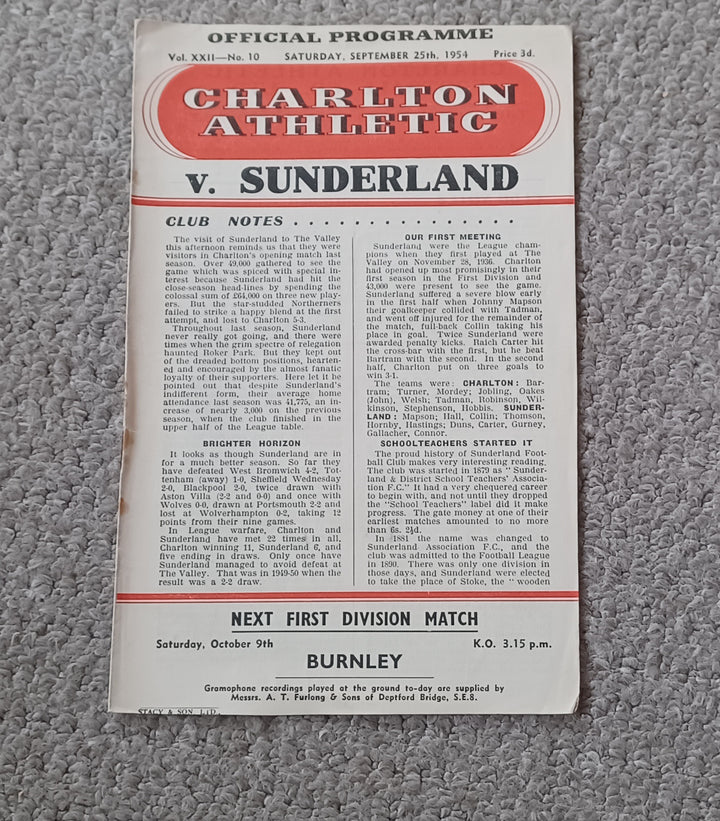 OFFICIAL PROGRAMME
Vol. XXII—No. 10 SATURDAY, SEPTEMBER 25th, 1954 Price 3d.
CHARLTON
ATHLETIC
v. SUNDERLAND
CLUB NOTES . . . . . . . . . . . . . . .
The visit of Sunderland to The Valley
this afternoon reminds us that they were
visitors in Charlton's opening match last
season. Over 49,000 gathered to see the
game which was spiced with special in-
terest because Sunderland had hit the
close-season head-lines by spending the
colossal sum of £64,000 on three new play-
ers. But the star-studded Northerners
failed to strike a happy blend at the first
attempt, and lost to Charlton 5-3.
Throughout last season, Sunderland
never really got going, and there were
times when the grim spectre of relegation
haunted Roker Park. But they kept out
of the dreaded bottom positions, hearten-
ed and encouraged by the almost fanatic
loyalty of their supporters. Here let it be
pointed out that despite Sunderland's
indifferent form, their average home
attendance last season was 41,775, an in-
crease of nearly 3,000 on the previous
season, when the club finished in the
upper half of the League table.
BRIGHTER HORIZON
It looks as though Sunderland are in
for a much better season. So far they
have defeated West Bromwich 4-2, Tot-
tenham (away) 1-0, Sheffield Wednesday
2-0, Blackpool 2-0, twice drawn with
Aston Villa (2-2 and 0-0) and once with
Wolves 0-0, drawn at Portsmouth 2-2 and
lost at Wolverhampton 0-2, taking 12
points from their nine games.
In League warfare, Charlton and
Sunderland have met 22 times in all,
Charlton winning 11, Sunderland 6, and
five ending in draws. Only once have
Sunderland managed to avoid defeat at
The Valley. That was in 1949-50 when the
result was a 2-2 draw.
OUR FIRST MEETING
Sunderland were the League cham-
pions when they first played at The
Valley on November 28, 1936. Charlton
had opened up most promisingly in their
first season in the First Division and
43,000 were present to see the game.
Sunderland suffered a severe blow early
in the first half when Johnny Mapson
their goalkeeper collided with Tadman,
and went off injured for the remainder of
the match, full-back Collin taking his
place in goal. Twice Sunderland were
awarded penalty kicks. Raich Carter hit
the cross-bar with the first, but he beat
Bartram with the second. In the second
half, Charlton put on three goals to
win 3-1.
The teams were: CHARLTON: Bar-
tram; Turner, Mordey; Jobling, Oakes
(John), Welsh; Tadman, Robinson, Wil-
kinson, Stephenson, Hobbis. SUNDER-
LAND: Mapson; Hall, Collin; Thomson,
Hornby, Hastings; Duns, Carter, Gurney,
Gallacher, Connor.
SCHOOLTEACHERS STARTED IT
The proud history of Sunderland Foot-
ball Club makes very interesting reading.
The club was started in 1879 as "Sunder-
land & District School Teachers' Associa-
tion F.C." It had a very chequered career
to begin with, and not until they dropped
the "School Teachers" label did it make
progress. The gate money at one of their
earliest matches amounted to no more
than 6s. 2½d.
In 1881 the name was changed to
Sunderland Association F.C., and the
club was admitted to the Football League
in 1890. There was only one division in
those days, and Sunderland were elected
to take the place of Stoke, the "wooden
NEXT FIRST DIVISION MATCH
Saturday, October 9th K.O. 3.15 p.m.
BURNLEY
Gramophone recordings played at the ground to-day are supplied by
Messrs. A. T. Furlong & Sons of Deptford Bridge, S.E.8.
STACY & SON LTD.